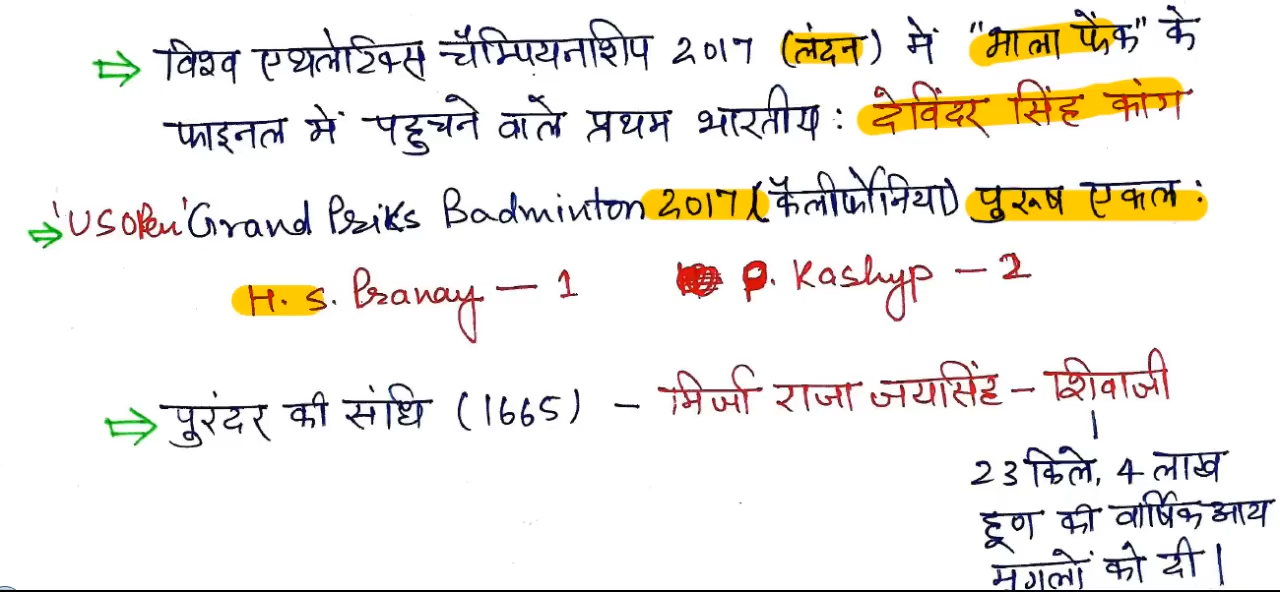 ⇒ विश्व एथलेटिक्स चैम्पियनशिप 2017 (लंदन) में "भाला फेंक" के
फाइनल में पहुचने वाले प्रथम भारतीय : देविंदर सिंह कांग
⇒ 'US Open' Grand Priks Badminton 2017 (कैलीफोर्निया) पुरूष एकल :
H. S. Pranay – 1 P. Kashyp – 2
⇒ पुरंदर की संधि (1665) – मिर्जा राजा जयसिंह – शिवाजी
23 किले, 4 लाख
हूण की वार्षिक आय
मुगलों को दी |